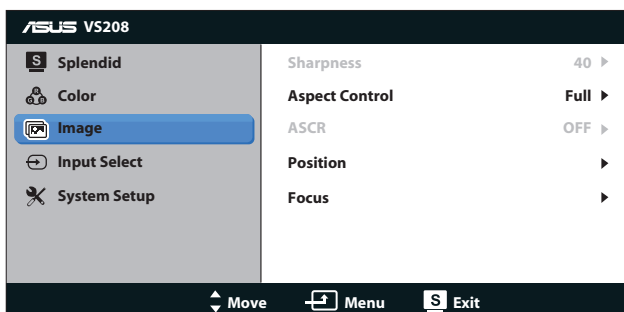 ASUS VS208
S Splendid
Color
Image
Input Select
System Setup
Sharpness 40
Aspect Control Full
ASCR OFF
Position
Focus
Move Menu S Exit